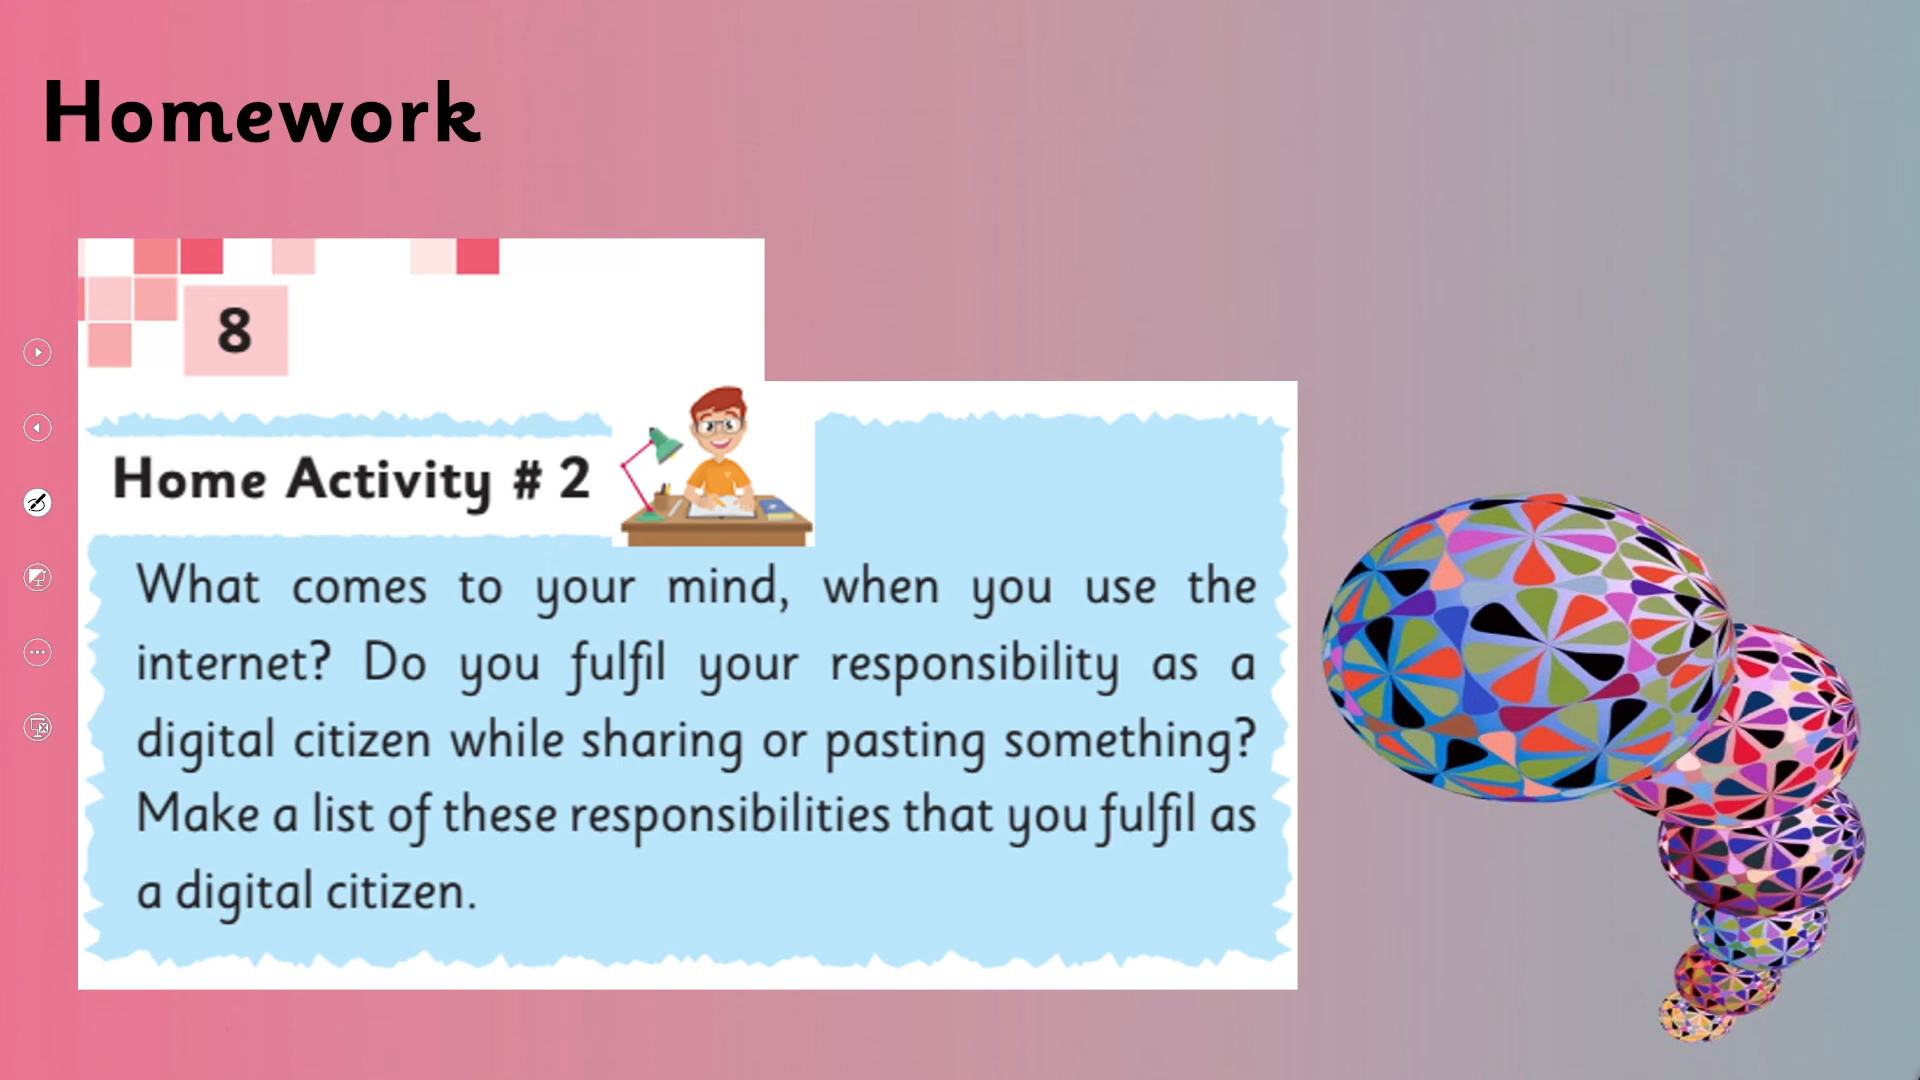 Homework
8
Home Activity # 2
What comes to your mind, when you use the
internet? Do you fulfil your responsibility as a
digital citizen while sharing or pasting something?
Make a list of these responsibilities that you fulfil as
a digital citizen.